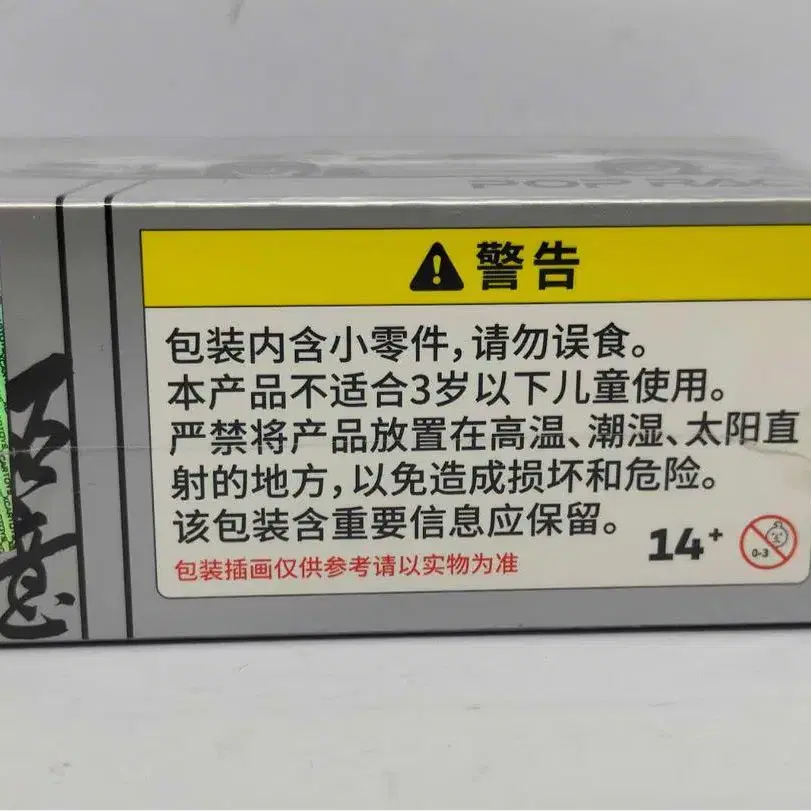 POP RA
警告
包装内含小零件，请勿误食。
本产品不适合3岁以下儿童使用。
严禁将产品放置在高温、潮湿、太阳直
射的地方，以免造成损坏和危险。
该包装含重要信息应保留。
14+
0-3
包装插画仅供参考请以实物为准